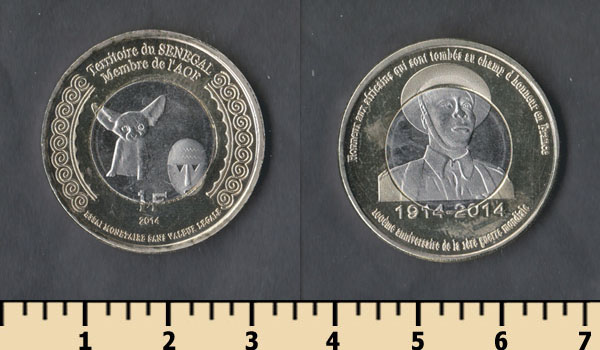 Territoire du SENEGAL
Membre de l'AOF
1F
2014
ESSAI MONETAIRE SANS VALEUR LEGALE
Honneur aux africains qui sont tombés au champ d'honneur en France
1914-2014
100ème anniversaire de la 1ère guerre mondiale
1 2 3 4 5 6 7